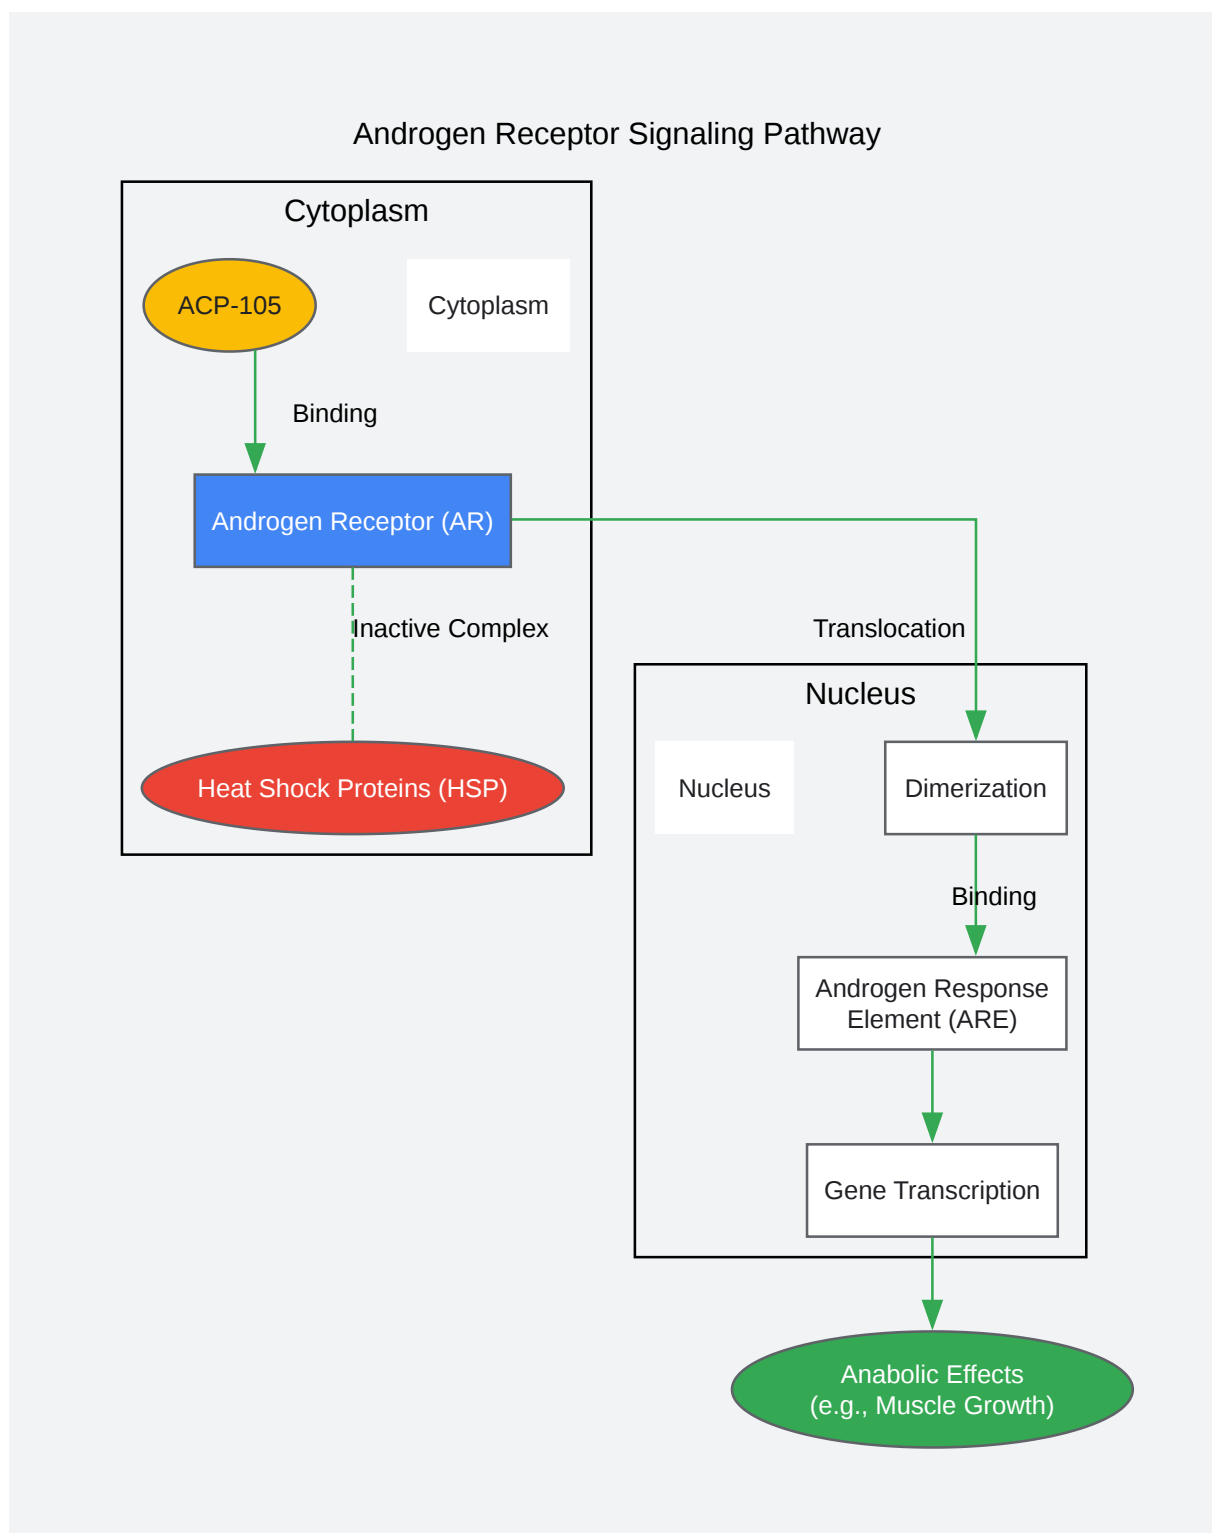 Androgen Receptor Signaling Pathway
Cytoplasm
ACP-105
Cytoplasm
Binding
Androgen Receptor (AR)
Inactive Complex
Translocation
Nucleus
Heat Shock Proteins (HSP)
Nucleus
Dimerization
Binding
Androgen Response
Element (ARE)
Gene Transcription
Anabolic Effects
(e.g., Muscle Growth)